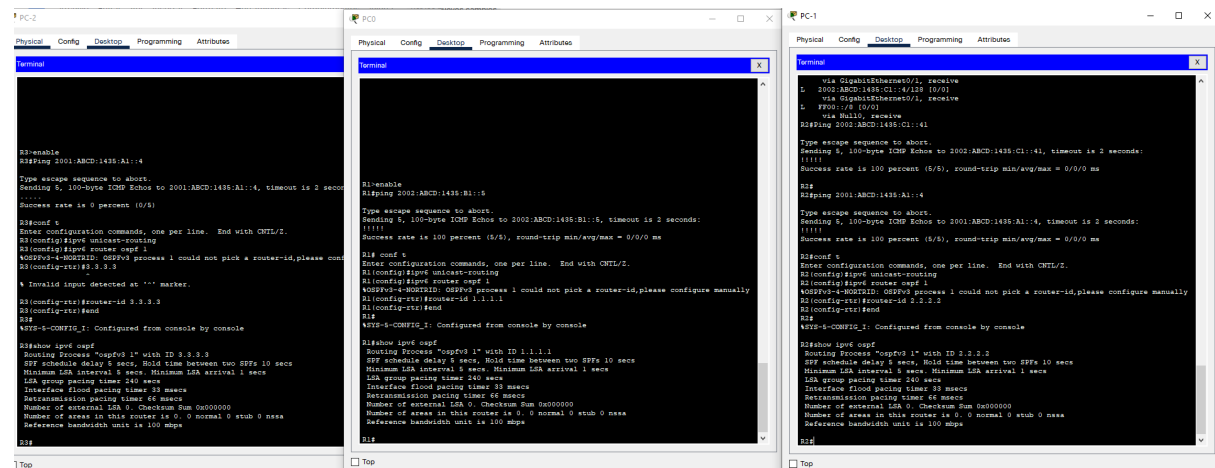 PC-2
Physical Config Desktop Programming Attributes
Terminal
R3>enable
R3#Ping 2001:ABCD:1435:A1::4
Type escape sequence to abort.
Sending 5, 100-byte ICMP Echos to 2001:ABCD:1435:A1::4, timeout is 2 secon
.....
Success rate is 0 percent (0/5)
R3#conf t
Enter configuration commands, one per line. End with CNTL/Z.
R3(config)#ipv6 unicast-routing
R3(config)#ipv6 router ospf 1
%OSPFv3-4-NORTRID: OSPFv3 process 1 could not pick a router-id,please conf
R3(config-rtr)#3.3.3.3
^
% Invalid input detected at '^' marker.
R3(config-rtr)#router-id 3.3.3.3
R3(config-rtr)#end
R3#
%SYS-5-CONFIG_I: Configured from console by console
R3#show ipv6 ospf
Routing Process "ospfv3 1" with ID 3.3.3.3
SPF schedule delay 5 secs, Hold time between two SPFs 10 secs
Minimum LSA interval 5 secs. Minimum LSA arrival 1 secs
LSA group pacing timer 240 secs
Interface flood pacing timer 33 msecs
Retransmission pacing timer 66 msecs
Number of external LSA 0. Checksum Sum 0x000000
Number of areas in this router is 0. 0 normal 0 stub 0 nssa
Reference bandwidth unit is 100 mbps
R3#
Top
PC0
Physical Config Desktop Programming Attributes
Terminal
X
R1>enable
R1#ping 2002:ABCD:1435:B1::5
Type escape sequence to abort.
Sending 5, 100-byte ICMP Echos to 2002:ABCD:1435:B1::5, timeout is 2 seconds:
!!!!!
Success rate is 100 percent (5/5), round-trip min/avg/max = 0/0/0 ms
R1# conf t
Enter configuration commands, one per line. End with CNTL/Z.
R1(config)#ipv6 unicast-routing
R1(config)#ipv6 router ospf 1
%OSPFv3-4-NORTRID: OSPFv3 process 1 could not pick a router-id,please configure manually
R1(config-rtr)#router-id 1.1.1.1
R1(config-rtr)#end
R1#
%SYS-5-CONFIG_I: Configured from console by console
R1#show ipv6 ospf
Routing Process "ospfv3 1" with ID 1.1.1.1
SPF schedule delay 5 secs, Hold time between two SPFs 10 secs
Minimum LSA interval 5 secs. Minimum LSA arrival 1 secs
LSA group pacing timer 240 secs
Interface flood pacing timer 33 msecs
Retransmission pacing timer 66 msecs
Number of external LSA 0. Checksum Sum 0x000000
Number of areas in this router is 0. 0 normal 0 stub 0 nssa
Reference bandwidth unit is 100 mbps
R1#
Top
PC-1
Physical Config Desktop Programming Attributes
Terminal
X
via GigabitEthernet0/1, receive
L 2002:ABCD:1435:C1::4/128 [0/0]
via GigabitEthernet0/1, receive
L FF00::/8 [0/0]
via Null0, receive
R2#Ping 2002:ABCD:1435:C1::41
Type escape sequence to abort.
Sending 5, 100-byte ICMP Echos to 2002:ABCD:1435:C1::41, timeout is 2 seconds:
!!!!!
Success rate is 100 percent (5/5), round-trip min/avg/max = 0/0/0 ms
R2#
R2#ping 2001:ABCD:1435:A1::4
Type escape sequence to abort.
Sending 5, 100-byte ICMP Echos to 2001:ABCD:1435:A1::4, timeout is 2 seconds:
!!!!!
Success rate is 100 percent (5/5), round-trip min/avg/max = 0/0/0 ms
R2#conf t
Enter configuration commands, one per line. End with CNTL/Z.
R2(config)#ipv6 unicast-routing
R2(config)#ipv6 router ospf 1
%OSPFv3-4-NORTRID: OSPFv3 process 1 could not pick a router-id,please configure manually
R2(config-rtr)#router-id 2.2.2.2
R2(config-rtr)#end
R2#
%SYS-5-CONFIG_I: Configured from console by console
R2#show ipv6 ospf
Routing Process "ospfv3 1" with ID 2.2.2.2
SPF schedule delay 5 secs, Hold time between two SPFs 10 secs
Minimum LSA interval 5 secs. Minimum LSA arrival 1 secs
LSA group pacing timer 240 secs
Interface flood pacing timer 33 msecs
Retransmission pacing timer 66 msecs
Number of external LSA 0. Checksum Sum 0x000000
Number of areas in this router is 0. 0 normal 0 stub 0 nssa
Reference bandwidth unit is 100 mbps
R2#
Top